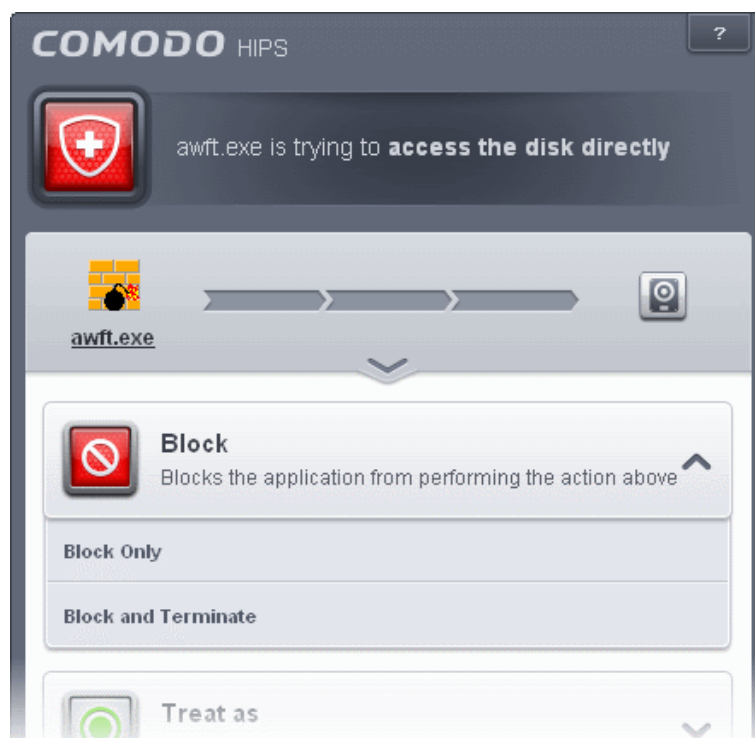 COMODO HIPS
?
awft.exe is trying to access the disk directly
awft.exe
Block
Blocks the application from performing the action above
Block Only
Block and Terminate
Treat as